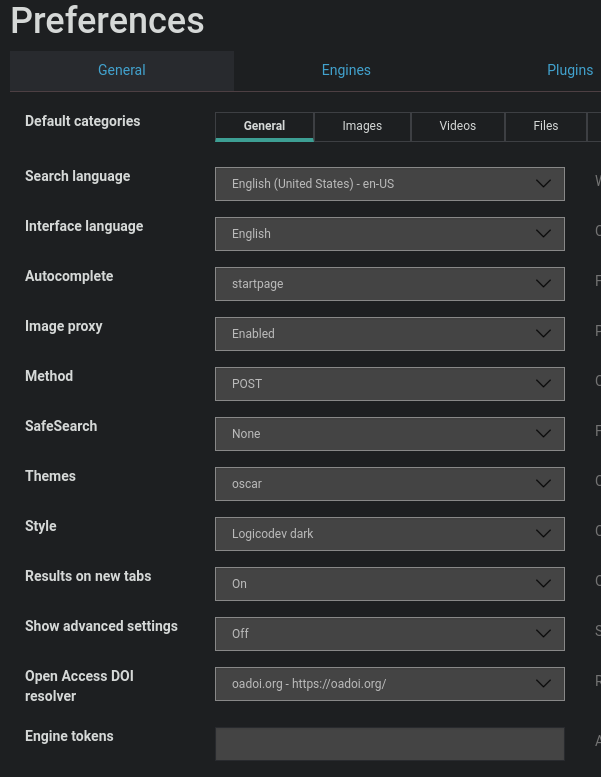 Preferences
General Engines Plugins
Default categories General Images Videos Files
Search language English (United States) - en-US
Interface language English
Autocomplete startpage
Image proxy Enabled
Method POST
SafeSearch None
Themes oscar
Style Logicodev dark
Results on new tabs On
Show advanced settings Off
Open Access DOI
resolver oadoi.org - https://oadoi.org/
Engine tokens